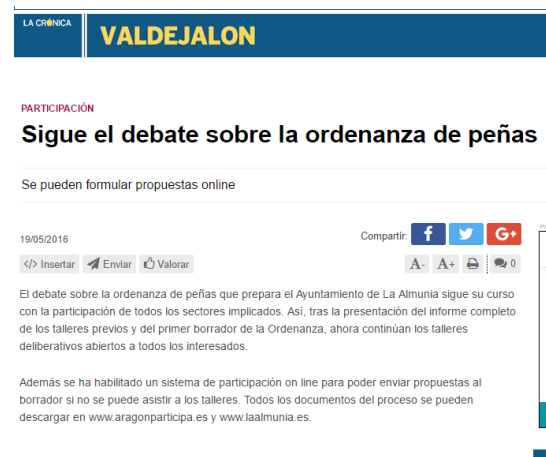 LA CRÓNICA
VALDEJALON
PARTICIPACIÓN
Sigue el debate sobre la ordenanza de peñas
Se pueden formular propuestas online
19/05/2016
Compartir:
f
G+
</> Insertar Enviar Valorar
A- A+ 0
El debate sobre la ordenanza de peñas que prepara el Ayuntamiento de La Almunia sigue su curso
con la participación de todos los sectores implicados. Así, tras la presentación del informe completo
de los talleres previos y del primer borrador de la Ordenanza, ahora continúan los talleres
deliberativos abiertos a todos los interesados.
Además se ha habilitado un sistema de participación on line para poder enviar propuestas al
borrador si no se puede asistir a los talleres. Todos los documentos del proceso se pueden
descargar en www.aragonparticipa.es y www.laalmunia.es.